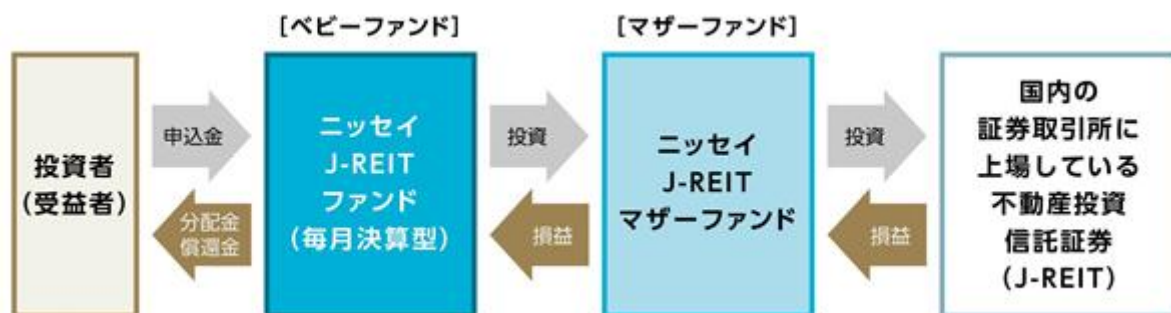 [ベビーファンド]
[マザーファンド]
投資者
(受益者)
申込金
分配金
償還金
ニッセイ
J-REIT
ファンド
(毎月決算型)
投資
損益
ニッセイ
J-REIT
マザーファンド
投資
損益
国内の
証券取引所に
上場している
不動産投資
信託証券
(J-REIT)